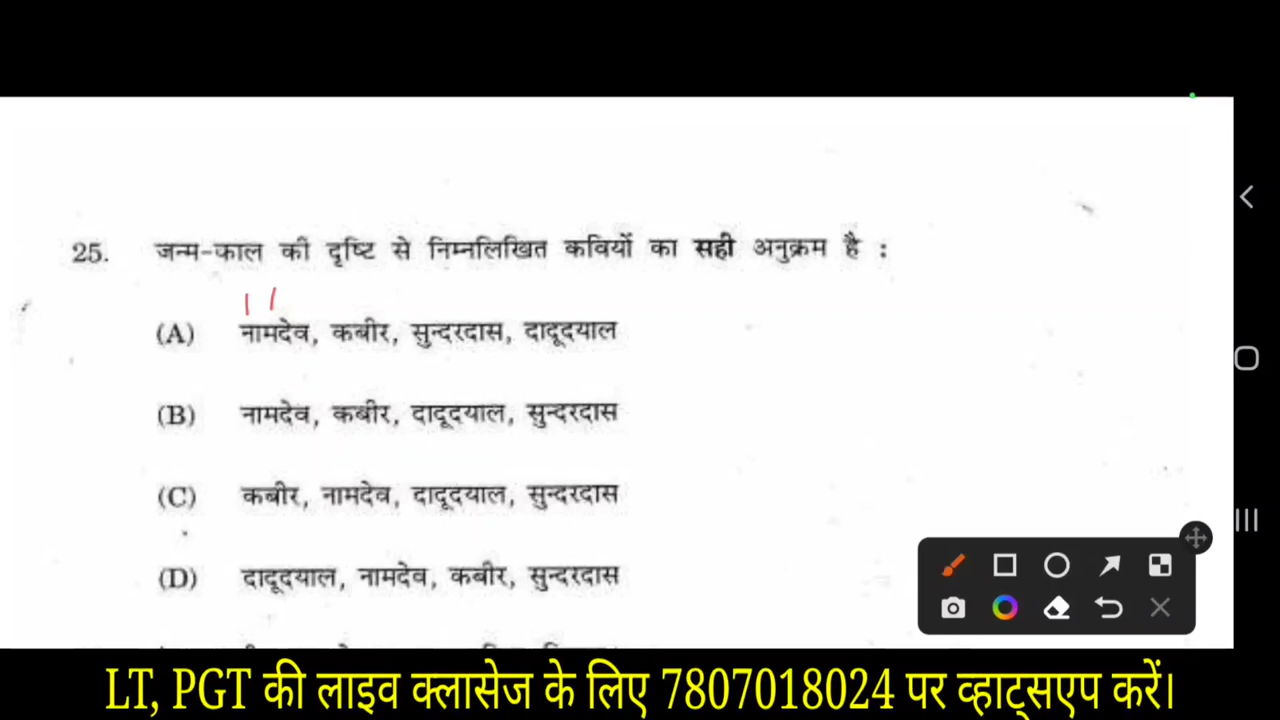 25. जन्म-काल की दृष्टि से निम्नलिखित कवियों का सही अनुक्रम है :
(A) नामदेव, कबीर, सुन्दरदास, दादूदयाल
(B) नामदेव, कबीर, दादूदयाल, सुन्दरदास
(C) कबीर, नामदेव, दादूदयाल, सुन्दरदास
(D) दादूदयाल, नामदेव, कबीर, सुन्दरदास
LT, PGT की लाइव क्लासेज के लिए 7807018024 पर व्हाट्सएप करें।